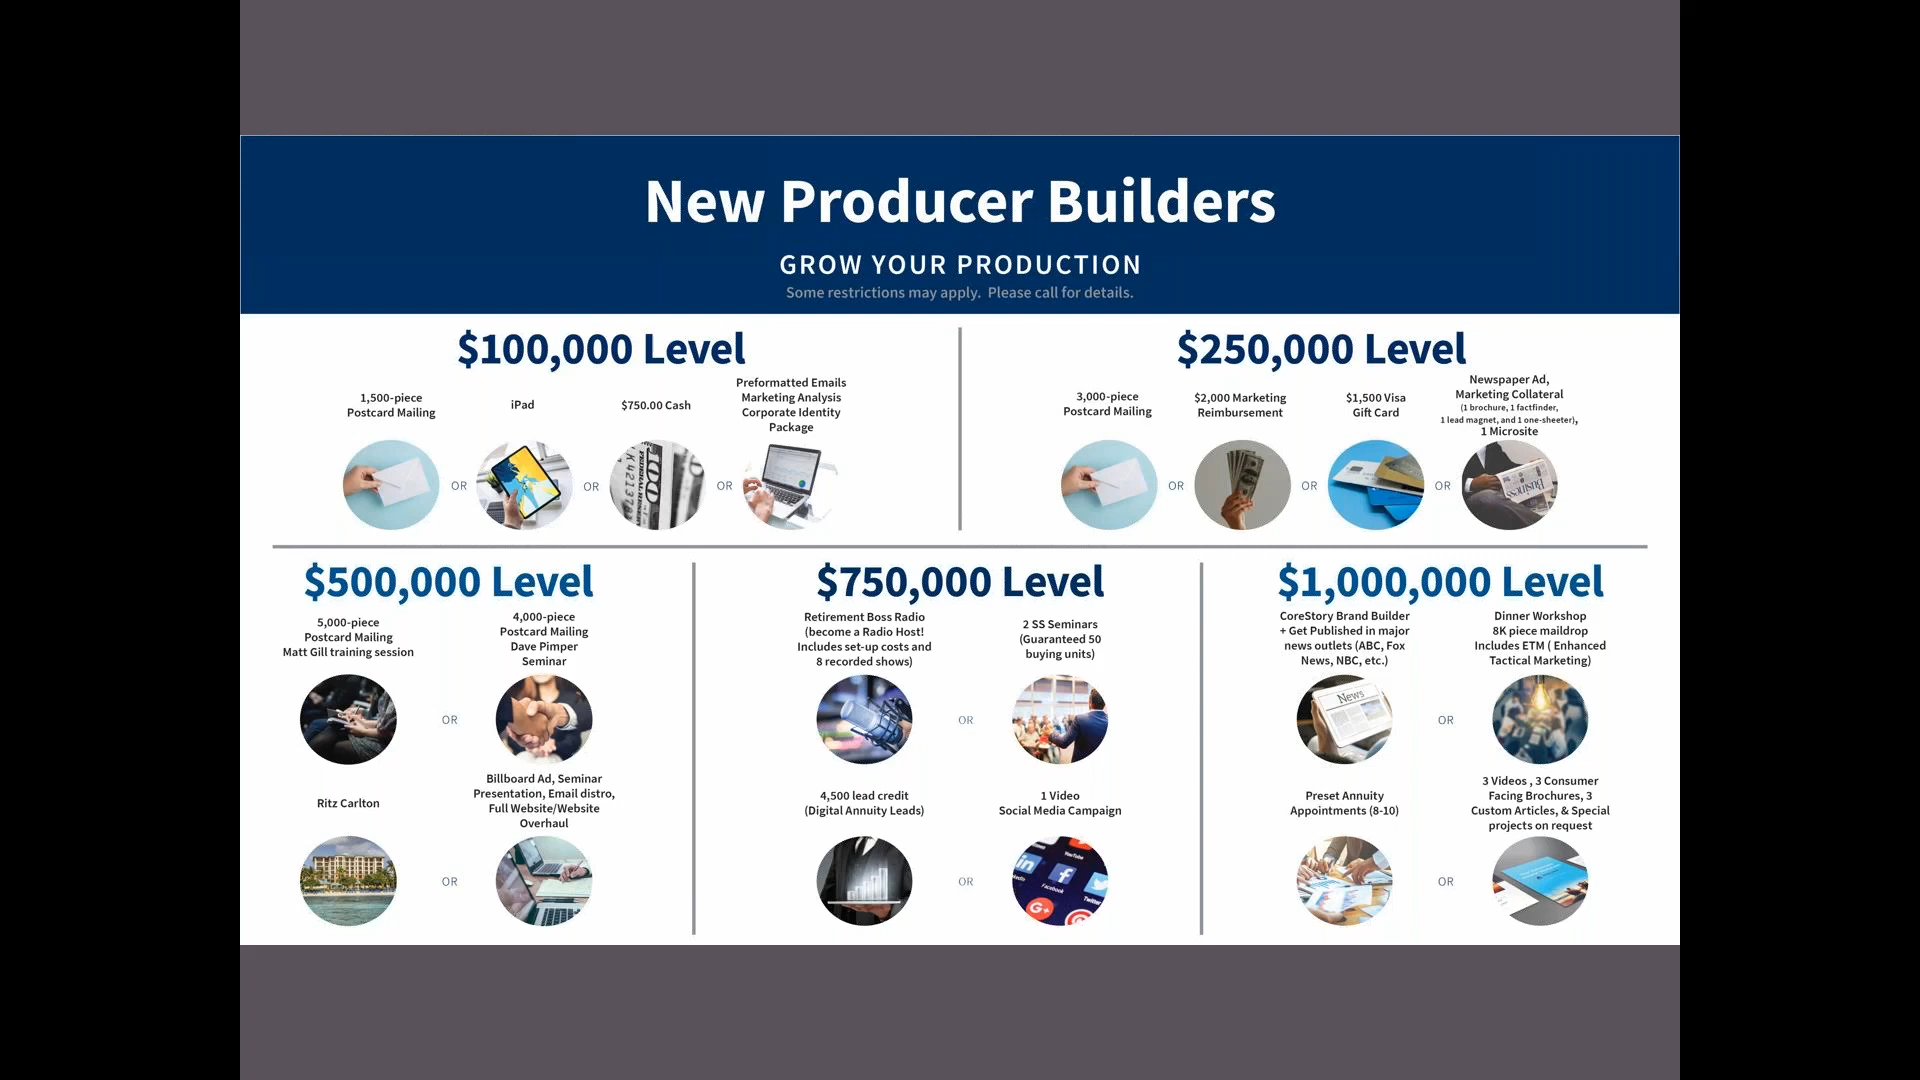 New Producer Builders
GROW YOUR PRODUCTION
Some restrictions may apply.  Please call for details.
$100,000 Level
1,500-piece
Postcard Mailing
OR
iPad
OR
$750.00 Cash
OR
Preformatted Emails
Marketing Analysis
Corporate Identity
Package
$250,000 Level
3,000-piece
Postcard Mailing
OR
$2,000 Marketing
Reimbursement
OR
$1,500 Visa
Gift Card
OR
Newspaper Ad,
Marketing Collateral
(1 brochure, 1 factfinder,
1 lead magnet, and 1 one-sheeter),
1 Microsite
Business
$500,000 Level
5,000-piece
Postcard Mailing
Matt Gill training session
OR
4,000-piece
Postcard Mailing
Dave Pimper
Seminar
Ritz Carlton
OR
Billboard Ad, Seminar
Presentation, Email distro,
Full Website/Website
Overhaul
$750,000 Level
Retirement Boss Radio
(become a Radio Host!
Includes set-up costs and
8 recorded shows)
OR
2 SS Seminars
(Guaranteed 50
buying units)
4,500 lead credit
(Digital Annuity Leads)
OR
1 Video
Social Media Campaign
YouTube
in
Facebook
Twitter
G+
$1,000,000 Level
CoreStory Brand Builder
+ Get Published in major
news outlets (ABC, Fox
News, NBC, etc.)
News
OR
Dinner Workshop
8K piece maildrop
Includes ETM ( Enhanced
Tactical Marketing)
Preset Annuity
Appointments (8-10)
OR
3 Videos , 3 Consumer
Facing Brochures, 3
Custom Articles, & Special
projects on request